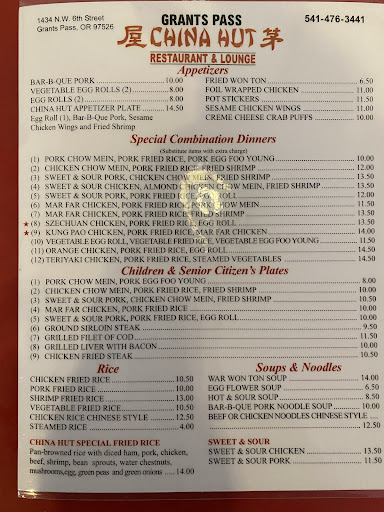 1434 N.W. 6th Street
Grants Pass, OR 97526
GRANTS PASS
541-476-3441
CHINA HUT
RESTAURANT & LOUNGE
Appetizers
BAR-B-QUE PORK 10.00
VEGETABLE EGG ROLLS (2) 8.00
EGG ROLLS (2) 8.00
CHINA HUT APPETIZER PLATE 14.50
Egg Roll (1), Bar-B-Que Pork, Sesame
Chicken Wings and Fried Shrimp
FRIED WON TON 6.50
FOIL WRAPPED CHICKEN 11.00
POT STICKERS 11.50
SESAME CHICKEN WINGS 11.00
CREME CHEESE CRAB PUFFS 10.00
Special Combination Dinners
(Substitute items with extra charge)
(1) PORK CHOW MEIN, PORK FRIED RICE, PORK EGG FOO YOUNG 10.00
(2) CHICKEN CHOW MEIN, PORK FRIED RICE, FRIED SHRIMP 12.00
(3) SWEET & SOUR PORK, CHICKEN CHOW MEIN, FRIED SHRIMP 13.50
(4) SWEET & SOUR CHICKEN, ALMOND CHICKEN CHOW MEIN, FRIED SHRIMP 13.50
(5) SWEET & SOUR PORK, PORK FRIED RICE, EGG ROLL 12.00
(6) MAR FAR CHICKEN, PORK FRIED RICE, PORK CHOW MEIN 11.50
(7) MAR FAR CHICKEN, PORK FRIED RICE, FRIED SHRIMP 13.50
★ (8) SZECHUAN CHICKEN, PORK FRIED RICE, EGG ROLL
★ (9) KUNG PAO CHICKEN, PORK FRIED RICE, MAR FAR CHICKEN 14.00
(10) VEGETABLE EGG ROLL, VEGETABLE FRIED RICE, VEGETABLE EGG FOO YOUNG 11.50
(11) ORANGE CHICKEN, PORK FRIED RICE, EGG ROLL 14.50
(12) TERIYAKI CHICKEN, PORK FRIED RICE, STEAMED VEGETABLES 14.50
Children & Senior Citizen's Plates
(1) PORK CHOW MEIN, PORK EGG FOO YOUNG 8.00
(2) CHICKEN CHOW MEIN, PORK FRIED RICE, FRIED SHRIMP 10.00
(3) SWEET & SOUR PORK, CHICKEN CHOW MEIN, FRIED SHRIMP 10.50
(4) MAR FAR CHICKEN, PORK FRIED RICE 10.00
(5) SWEET & SOUR PORK, PORK FRIED RICE, EGG ROLL 10.00
(6) GROUND SIRLOIN STEAK 9.50
(7) GRILLED FILET OF COD 11.50
(8) GRILLED LIVER WITH BACON 10.00
(9) CHICKEN FRIED STEAK 10.50
Rice
CHICKEN FRIED RICE 10.50
PORK FRIED RICE 10.00
SHRIMP FRIED RICE 13.00
VEGETABLE FRIED RICE 10.50
CHICKEN RICE CHINESE STYLE 12.50
STEAMED RICE 4.00
CHINA HUT SPECIAL FRIED RICE
Pan-browned rice with diced ham, pork, chicken,
beef, shrimp, bean sprouts, water chestnuts,
mushrooms,egg, green peas and green onions 14.00
Soups & Noodles
WAR WON TON SOUP 14.00
EGG FLOWER SOUP 6.50
HOT & SOUR SOUP 8.50
BAR-B-QUE PORK NOODLE SOUP 10.00
BEEF OR CHICKEN NOODLES CHINESE STYLE
12.50
SWEET & SOUR
SWEET & SOUR CHICKEN 13.50
SWEET & SOUR PORK 11.50